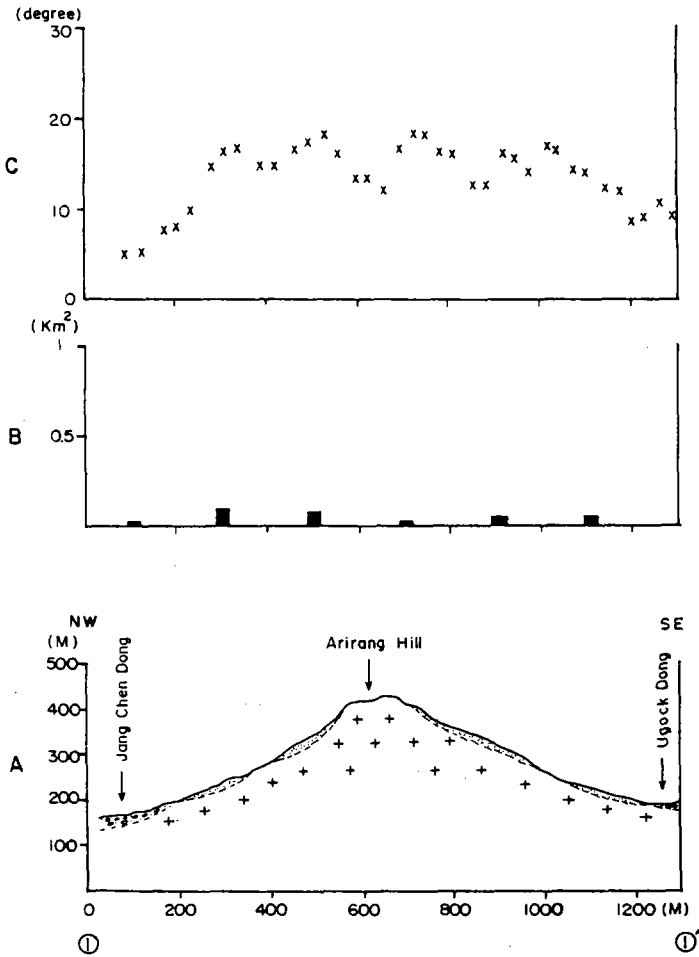 (degree)
30
20
C
10
0
(Km²)
1
B
0.5
NW
SE
(M)
Jang Chen Dong
Arirang Hill
Ugock Dong
500
400
300
A
200
100
0 200 400 600 800 1000 1200 (M)
① ①'